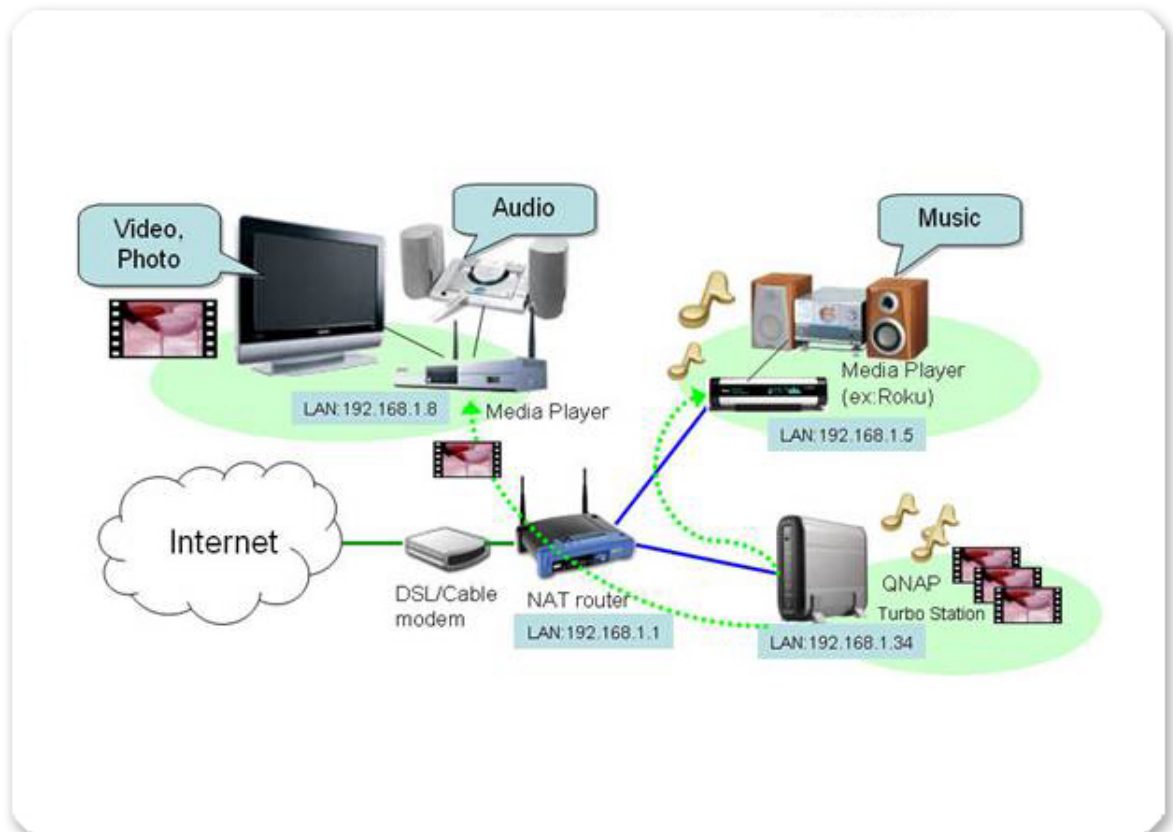 Video,
Photo
Audio
Music
LAN:192.168.1.8
Media Player
Media Player
(ex:Roku)
LAN:192.168.1.5
Internet
DSL/Cable
modem
NAT router
LAN:192.168.1.1
QNAP
Turbo Station
LAN:192.168.1.34